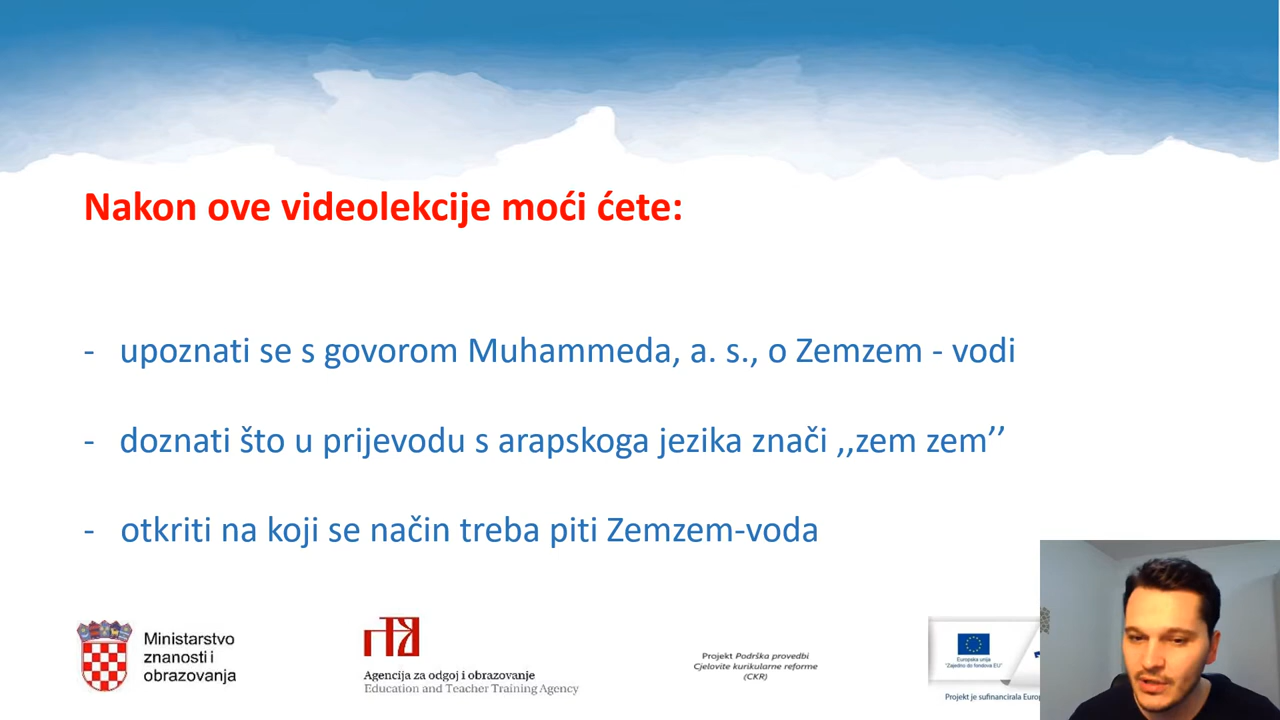 Nakon ove videolekcije moći ćete:
- upoznati se s govorom Muhammeda, a. s., o Zemzem - vodi
- doznati što u prijevodu s arapskoga jezika znači ,,zem zem’’
- otkriti na koji se način treba piti Zemzem-voda
Ministarstvo
znanosti i
obrazovanja
Agencija za odgoj i obrazovanje
Education and Teacher Training Agency
Projekt Podrška provedbi
Cjelovite kurikularne reforme
(CKR)
Europska unija
"Zajedno do fondova EU"
Projekt je sufinancirala